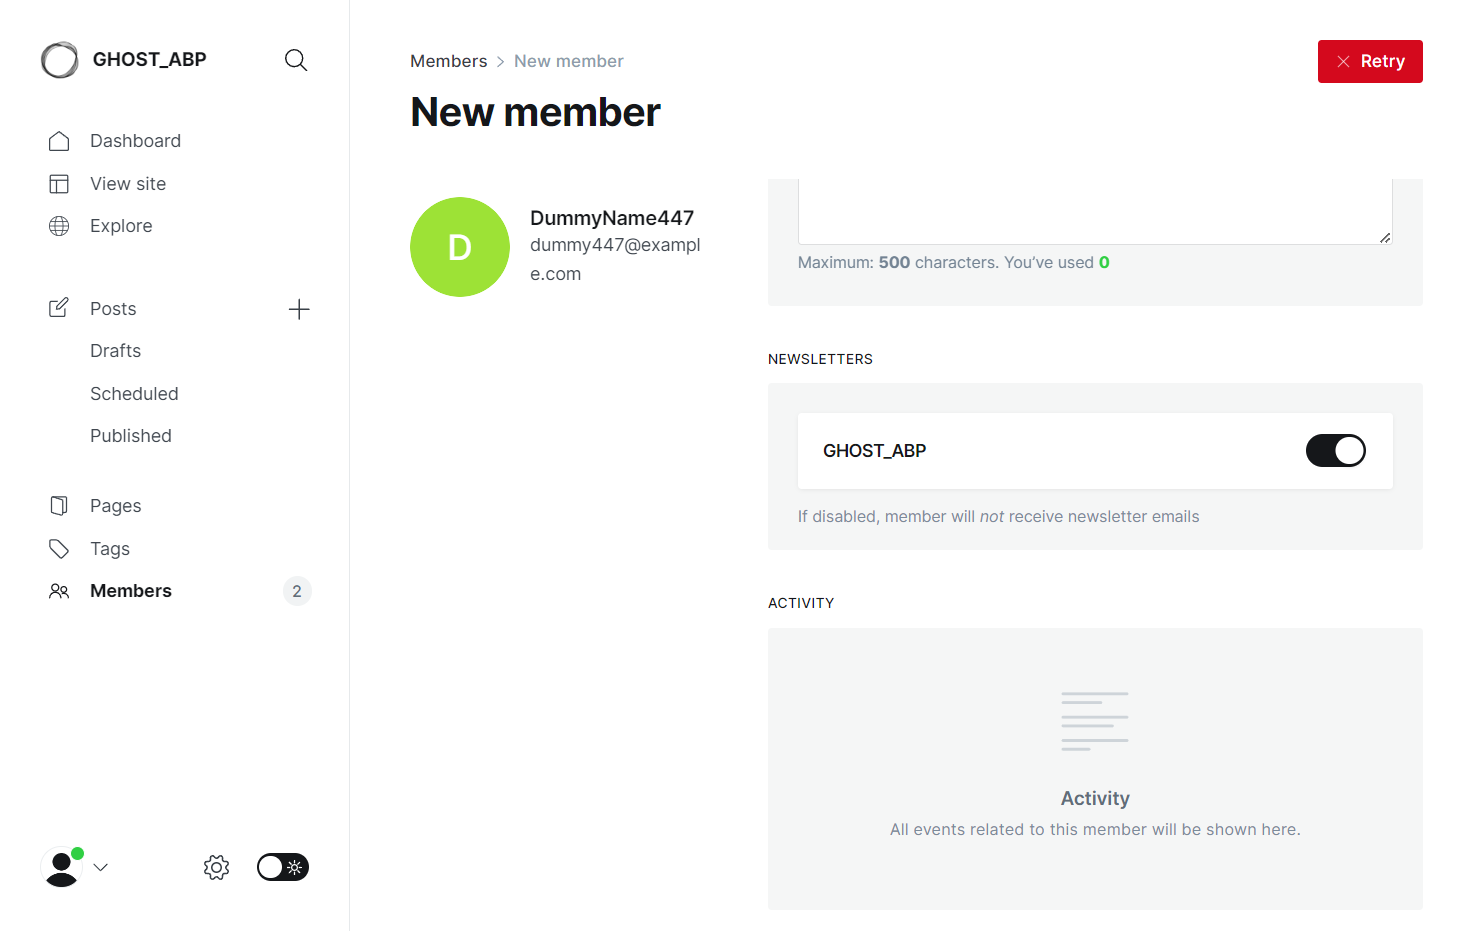 GHOST_ABP
Dashboard
View site
Explore
Posts
Drafts
Scheduled
Published
Pages
Tags
Members
2
Members > New member
New member
Retry
D
DummyName447
dummy447@exampl
e.com
Maximum: 500 characters. You’ve used 0
NEWSLETTERS
GHOST_ABP
If disabled, member will not receive newsletter emails
ACTIVITY
Activity
All events related to this member will be shown here.